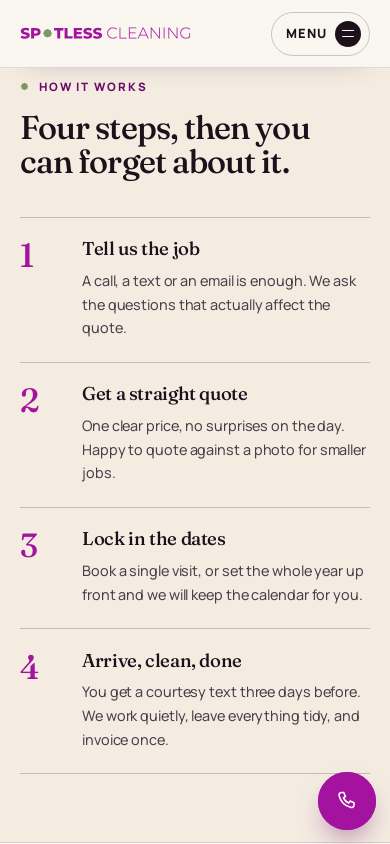 SPOTLESS CLEANING
MENU
HOW IT WORKS
Four steps, then you
can forget about it.
1
Tell us the job
A call, a text or an email is enough. We ask
the questions that actually affect the
quote.
2
Get a straight quote
One clear price, no surprises on the day.
Happy to quote against a photo for smaller
jobs.
3
Lock in the dates
Book a single visit, or set the whole year up
front and we will keep the calendar for you.
4
Arrive, clean, done
You get a courtesy text three days before.
We work quietly, leave everything tidy, and
invoice once.